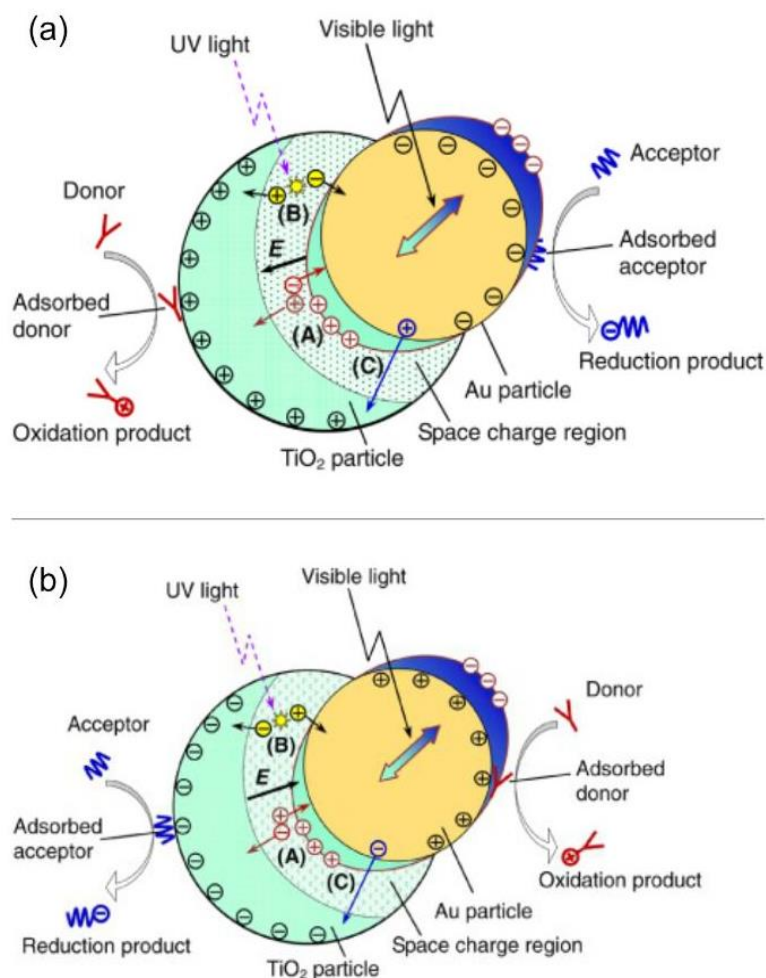 (a)
Visible light
UV light
Donor
Acceptor
(B)
E
Adsorbed
acceptor
Adsorbed
donor
(A)
(C)
Reduction product
Au particle
Oxidation product
Space charge region
TiO2 particle
(b)
Visible light
UV light
Donor
Acceptor
(B)
E
Adsorbed
donor
Adsorbed
acceptor
(A)
(C)
Oxidation product
Au particle
Reduction product
Space charge region
TiO2 particle